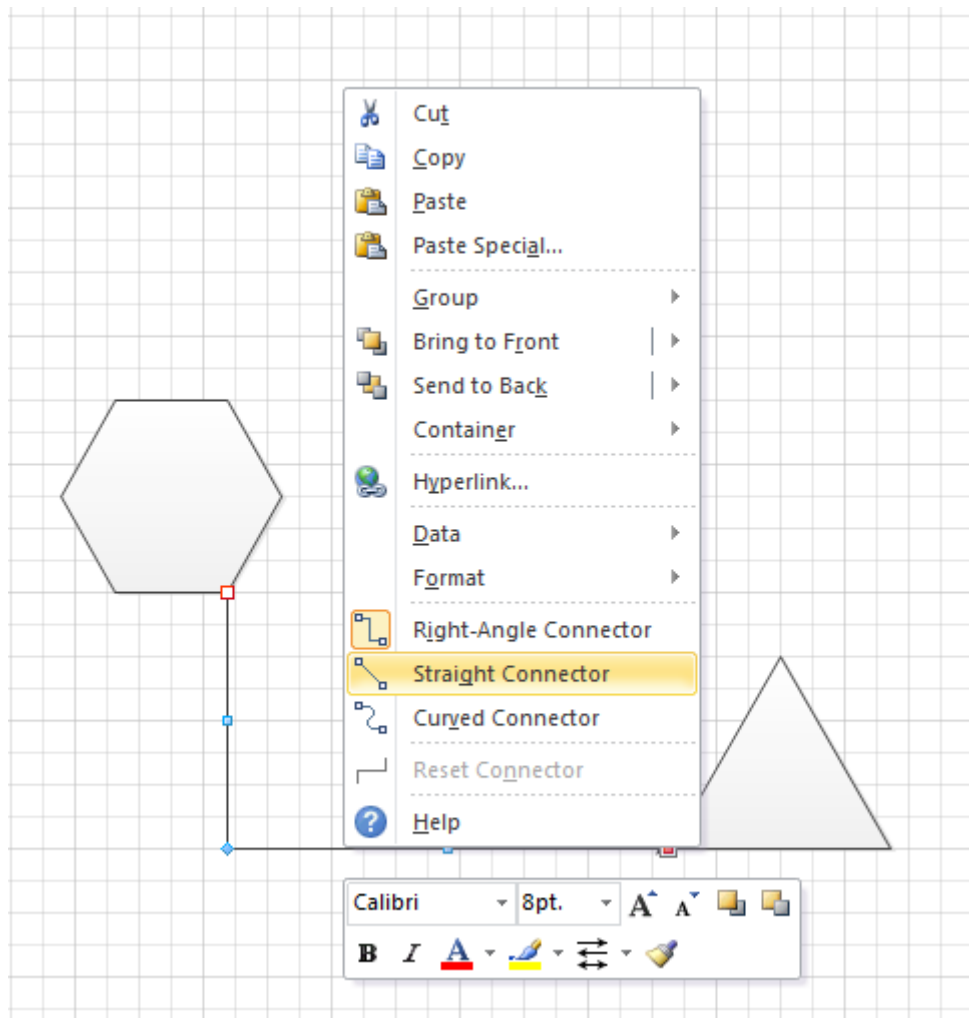 Cut
Copy
Paste
Paste Special...
Group
Bring to Front
Send to Back
Container
Hyperlink...
Data
Format
Right-Angle Connector
Straight Connector
Curved Connector
Reset Connector
? Help
Calibri 8pt. A A
B I A